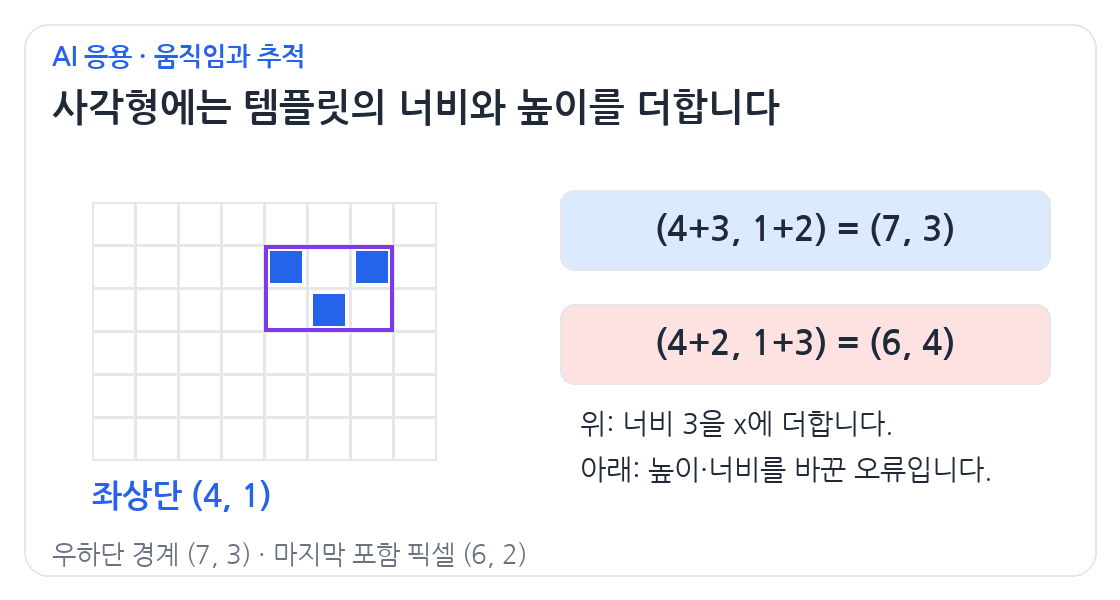 AI 응용 · 움직임과 추적
사각형에는 템플릿의 너비와 높이를 더합니다
(4+3, 1+2) = (7, 3)
(4+2, 1+3) = (6, 4)
위: 너비 3을 x에 더합니다.
아래: 높이·너비를 바꾼 오류입니다.
좌상단 (4, 1)
우하단 경계 (7, 3) · 마지막 포함 픽셀 (6, 2)